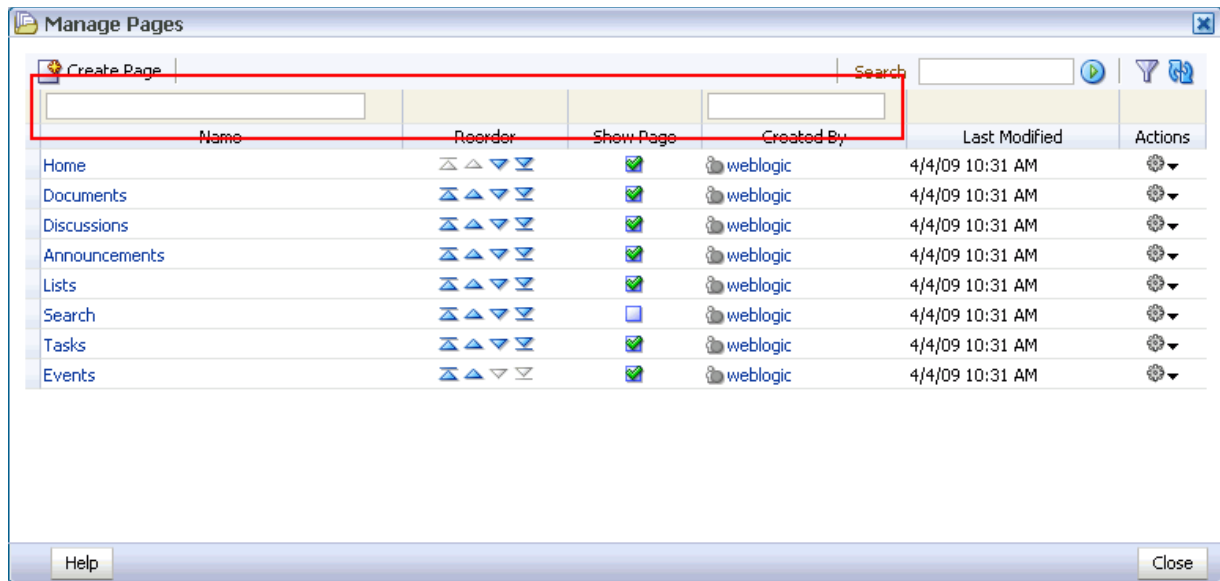 Manage Pages
Create Page Search
Name Reorder Show Page Created By Last Modified Actions
Home weblogic 4/4/09 10:31 AM
Documents weblogic 4/4/09 10:31 AM
Discussions weblogic 4/4/09 10:31 AM
Announcements weblogic 4/4/09 10:31 AM
Lists weblogic 4/4/09 10:31 AM
Search weblogic 4/4/09 10:31 AM
Tasks weblogic 4/4/09 10:31 AM
Events weblogic 4/4/09 10:31 AM
Help Close